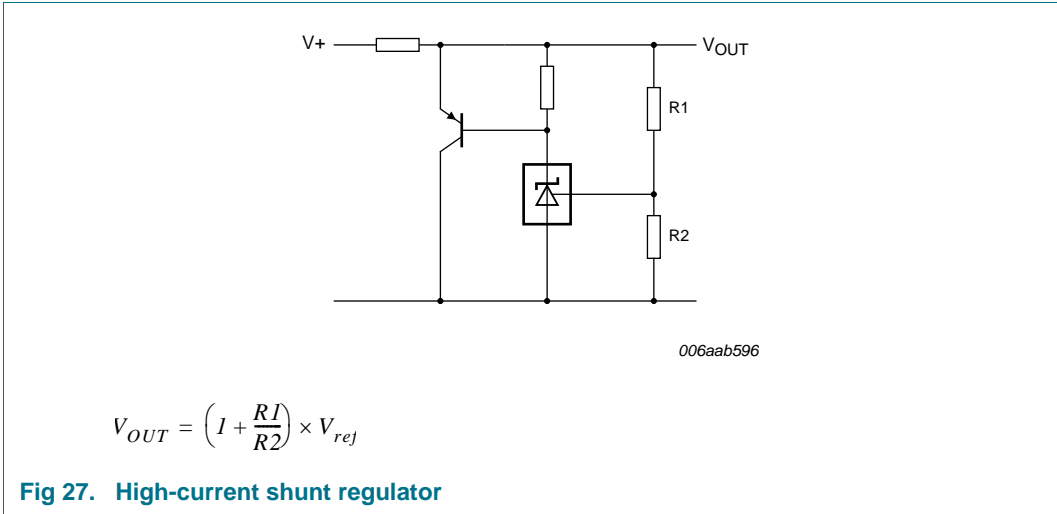 V+
VOUT
R1
R2
006aab596
VOUT = (1 + R1/R2) × Vref
Fig 27. High-current shunt regulator